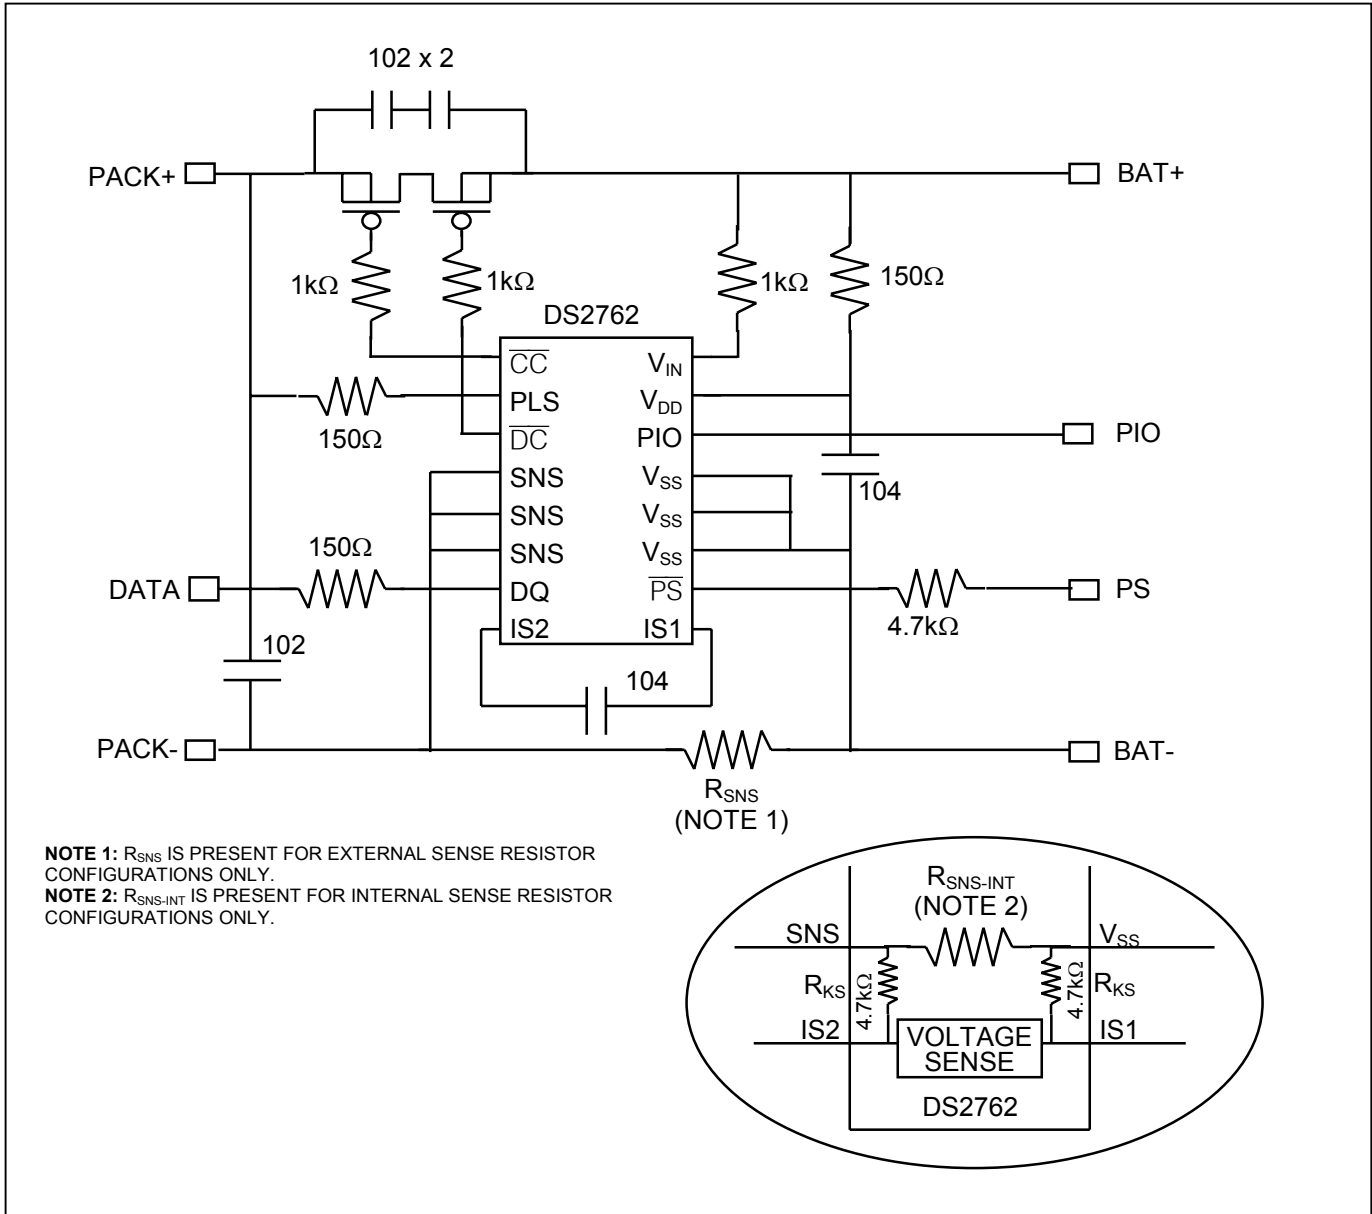 102 x 2
PACK+
BAT+
1kΩ
1kΩ
1kΩ
150Ω
DS2762
CC
VIN
PLS
VDD
150Ω
DC
PIO
PIO
SNS
VSS
104
SNS
VSS
150Ω
SNS
VSS
DATA
DQ
PS
PS
4.7kΩ
IS2
IS1
102
104
PACK-
BAT-
RSNS
(NOTE 1)
NOTE 1: RSNS IS PRESENT FOR EXTERNAL SENSE RESISTOR
CONFIGURATIONS ONLY.
NOTE 2: RSNS-INT IS PRESENT FOR INTERNAL SENSE RESISTOR
CONFIGURATIONS ONLY.
RSNS-INT
(NOTE 2)
SNS
VSS
RKS
4.7kΩ
4.7kΩ
RKS
IS2
VOLTAGE
SENSE
IS1
DS2762